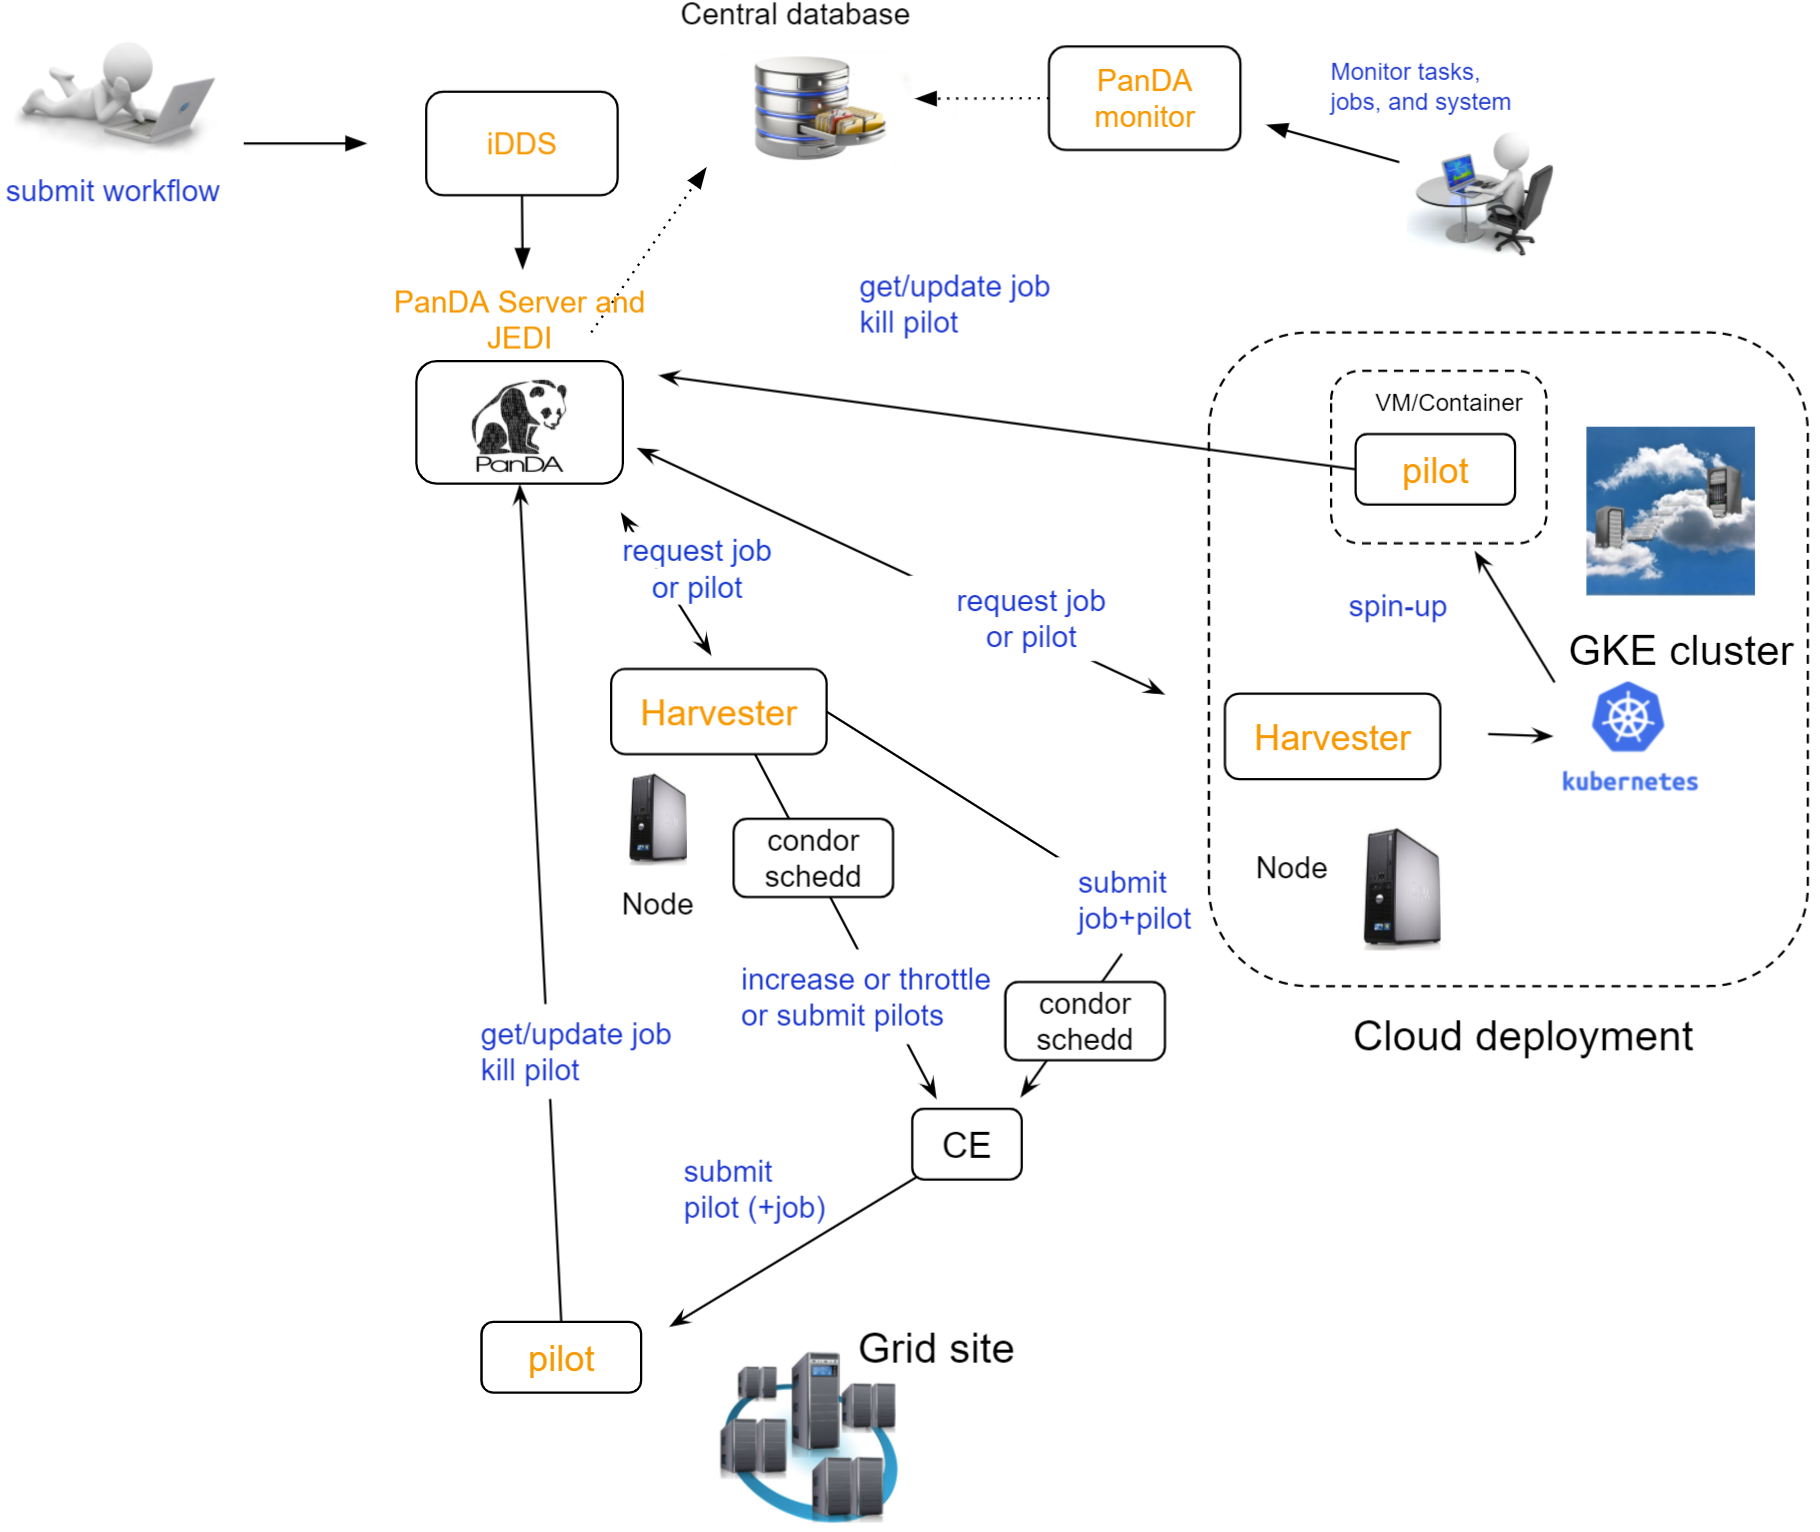 Central database
PanDA
monitor
Monitor tasks,
jobs, and system
iDDS
submit workflow
PanDA Server and
JEDI
PanDA
get/update job
kill pilot
VM/Container
pilot
request job
or pilot
request job
or pilot
spin-up
GKE cluster
Harvester
Harvester
kubernetes
condor
schedd
Node
Node
submit
job+pilot
increase or throttle
or submit pilots
condor
schedd
Cloud deployment
get/update job
kill pilot
CE
submit
pilot (+job)
pilot
Grid site